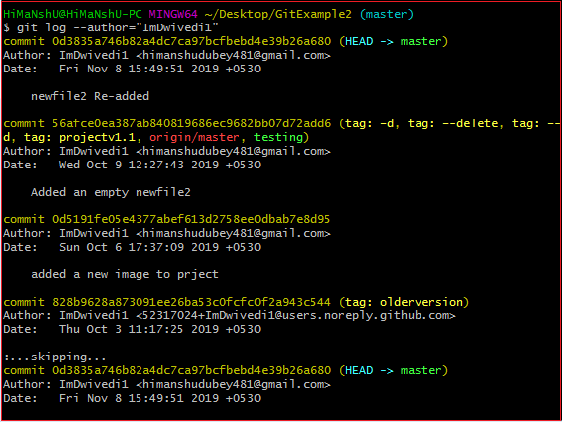 HiMaNshU@HiMaNshU-PC MINGW64 ~/Desktop/GitExample2 (master)
$ git log --author="ImDwivedi1"
commit 0d3835a746b82a4dc7ca97bcfbebd4e39b26a680 (HEAD -> master)
Author: ImDwivedi1 <himanshudubey481@gmail.com>
Date:   Fri Nov 8 15:49:51 2019 +0530

    newfile2 Re-added

commit 56afce0ea387ab840819686ec9682bb07d72add6 (tag: -d, tag: --delete, tag: --
d, tag: projectv1.1, origin/master, testing)
Author: ImDwivedi1 <himanshudubey481@gmail.com>
Date:   Wed Oct 9 12:27:43 2019 +0530

    Added an empty newfile2

commit 0d5191fe05e4377abef613d2758ee0dbab7e8d95
Author: ImDwivedi1 <himanshudubey481@gmail.com>
Date:   Sun Oct 6 17:37:09 2019 +0530

    added a new image to prject

commit 828b9628a873091ee26ba53c0fcfc0f2a943c544 (tag: olderversion)
Author: ImDwivedi1 <52317024+ImDwivedi1@users.noreply.github.com>
Date:   Thu Oct 3 11:17:25 2019 +0530

:...skipping...
commit 0d3835a746b82a4dc7ca97bcfbebd4e39b26a680 (HEAD -> master)
Author: ImDwivedi1 <himanshudubey481@gmail.com>
Date:   Fri Nov 8 15:49:51 2019 +0530